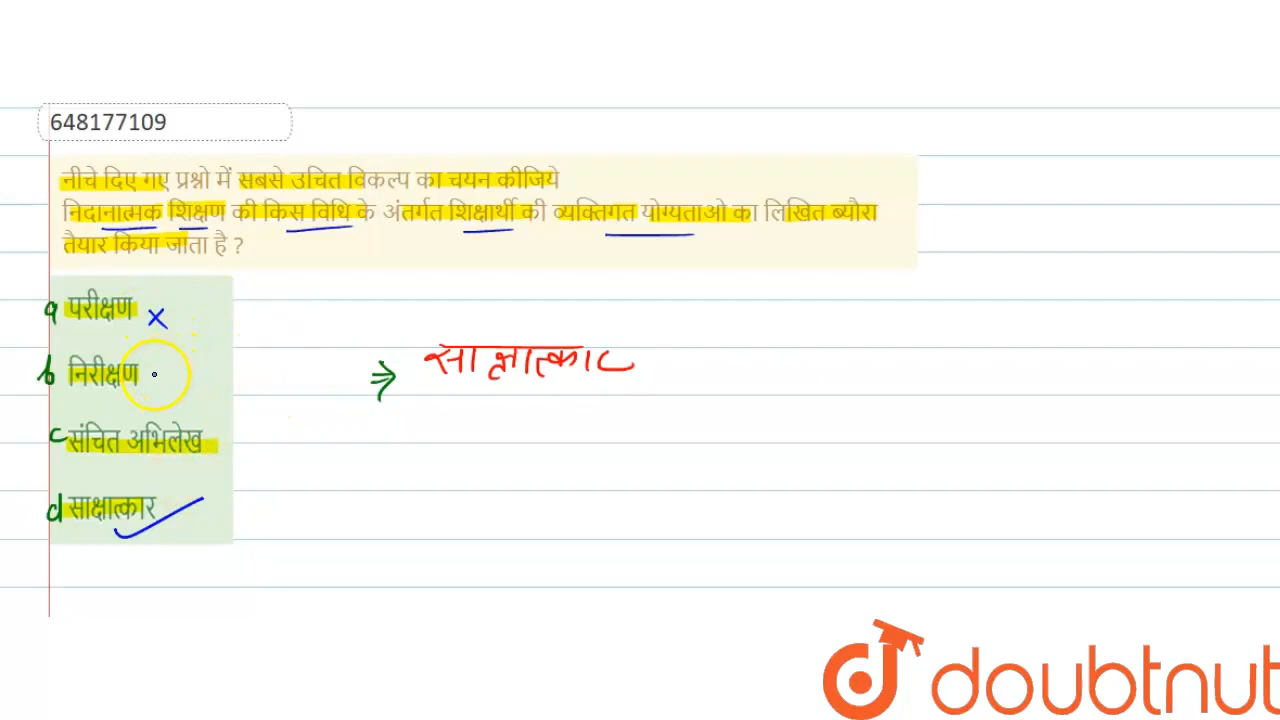 648177109
नीचे दिए गए प्रश्नो में सबसे उचित विकल्प का चयन कीजिये
निदानात्मक शिक्षण की किस विधि के अंतर्गत शिक्षार्थी की व्यक्तिगत योग्यताओ का लिखित ब्यौरा
तैयार किया जाता है ?
a परीक्षण ×
b निरीक्षण
⇒ साक्षात्कार
c संचित अभिलेख
d साक्षात्कार ✓
doubtnut